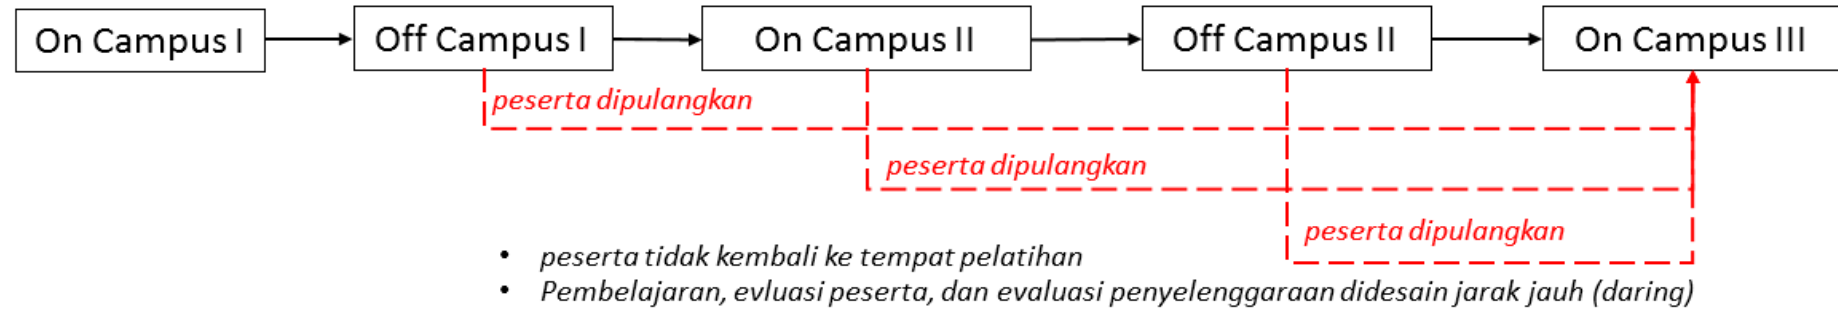 On Campus I
Off Campus I
On Campus II
Off Campus II
On Campus III
peserta dipulangkan
peserta dipulangkan
peserta dipulangkan
• peserta tidak kembali ke tempat pelatihan
• Pembelajaran, evluasi peserta, dan evaluasi penyelenggaraan didesain jarak jauh (daring)